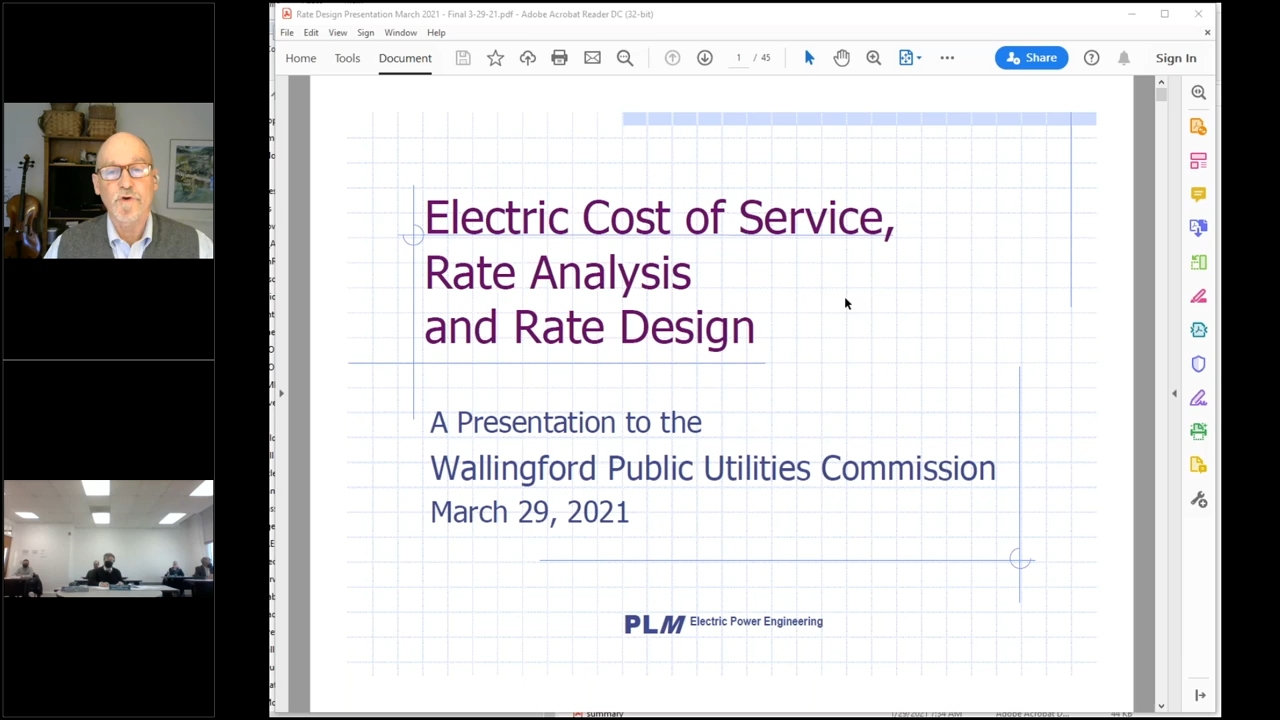 Rate Design Presentation March 2021 - Final 3-29-21.pdf - Adobe Acrobat Reader DC (32-bit)
File Edit View Sign Window Help
Home Tools Document 1 / 45 Share Sign In
Electric Cost of Service,
Rate Analysis
and Rate Design
A Presentation to the
Wallingford Public Utilities Commission
March 29, 2021
PLM Electric Power Engineering
summary